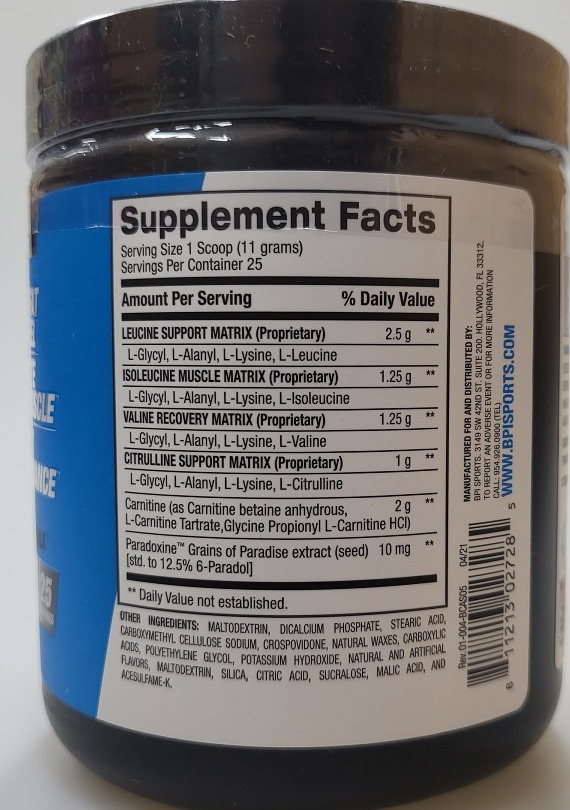 Supplement Facts
Serving Size 1 Scoop (11 grams)
Servings Per Container 25
Amount Per Serving % Daily Value
LEUCINE SUPPORT MATRIX (Proprietary) 2.5 g **
L-Glycyl, L-Alanyl, L-Lysine, L-Leucine
ISOLEUCINE MUSCLE MATRIX (Proprietary) 1.25 g **
L-Glycyl, L-Alanyl, L-Lysine, L-Isoleucine
VALINE RECOVERY MATRIX (Proprietary) 1.25 g **
L-Glycyl, L-Alanyl, L-Lysine, L-Valine
CITRULLINE SUPPORT MATRIX (Proprietary) 1 g **
L-Glycyl, L-Alanyl, L-Lysine, L-Citrulline
Carnitine (as Carnitine betaine anhydrous, 2 g **
L-Carnitine Tartrate,Glycine Propionyl L-Carnitine HCl)
Paradoxine™ Grains of Paradise extract (seed) 10 mg **
[std. to 12.5% 6-Paradol]
** Daily Value not established.
OTHER INGREDIENTS: MALTODEXTRIN, DICALCIUM PHOSPHATE, STEARIC ACID,
CARBOXYMETHYL CELLULOSE SODIUM, CROSPOVIDONE, NATURAL WAXES, CARBOXYLIC
ACIDS, POLYETHYLENE GLYCOL, POTASSIUM HYDROXIDE, NATURAL AND ARTIFICIAL
FLAVORS, MALTODEXTRIN, SILICA, CITRIC ACID, SUCRALOSE, MALIC ACID, AND
ACESULFAME-K.
MANUFACTURED FOR AND DISTRIBUTED BY:
BPI SPORTS, 3149 SW 42ND ST. SUITE 200. HOLLYWOOD, FL 33312.
TO REPORT AN ADVERSE EVENT OR FOR MORE INFORMATION
CALL: 954.926.0900 (TEL)
WWW.BPISPORTS.COM
Rev.01-004-BCAS05 04/21
8 11213 02728 5
25